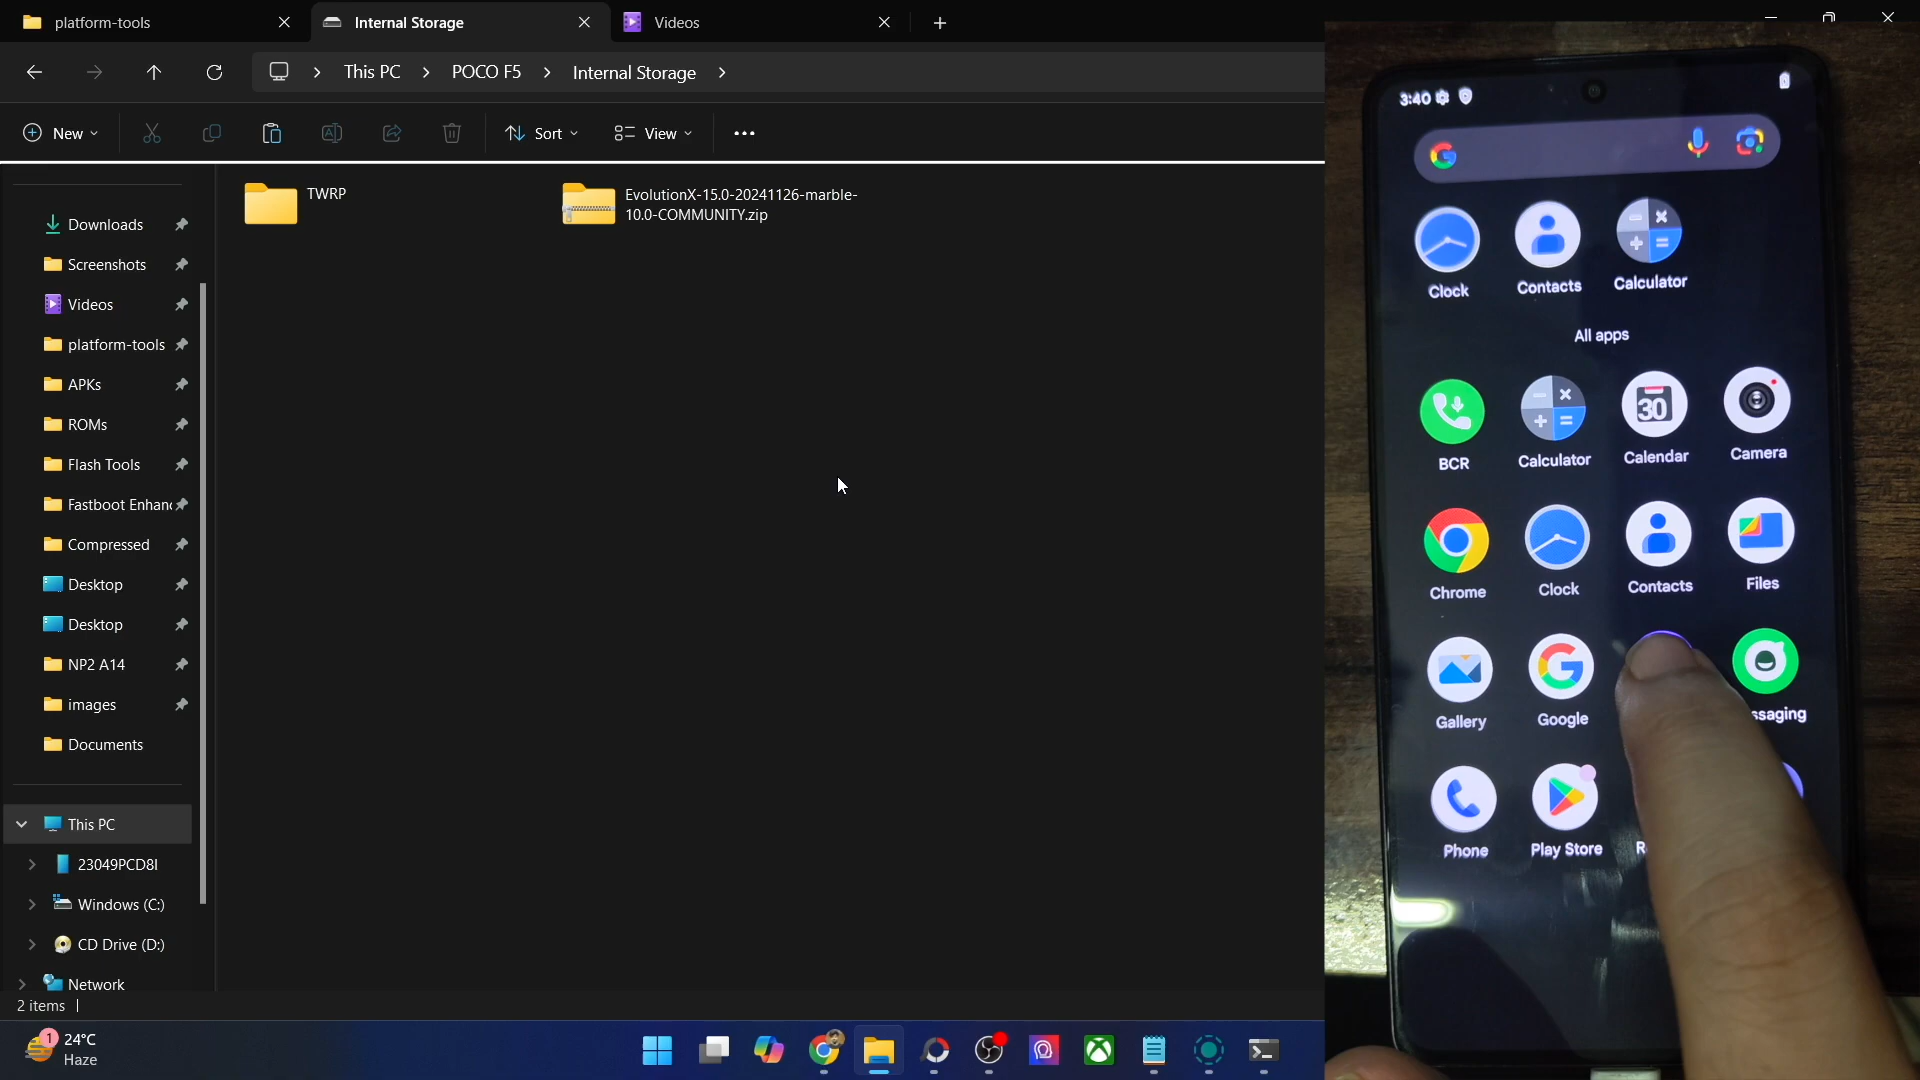 platform-tools
Internal Storage
Videos
This PC
POCO F5
Internal Storage
New
Sort
View
TWRP
EvolutionX-15.0-20241126-marble-
10.0-COMMUNITY.zip
Downloads
Screenshots
Videos
platform-tools
APKs
ROMs
Flash Tools
Fastboot Enhanc
Compressed
Desktop
Desktop
NP2 A14
images
Documents
This PC
23049PCD8I
Windows (C:)
CD Drive (D:)
Network
2 items
1
24°C
Haze
3:40
Clock
Contacts
Calculator
All apps
30
BCR
Calculator
Calendar
Camera
Chrome
Clock
Contacts
Files
Gallery
Google
ssaging
Phone
Play Store
R